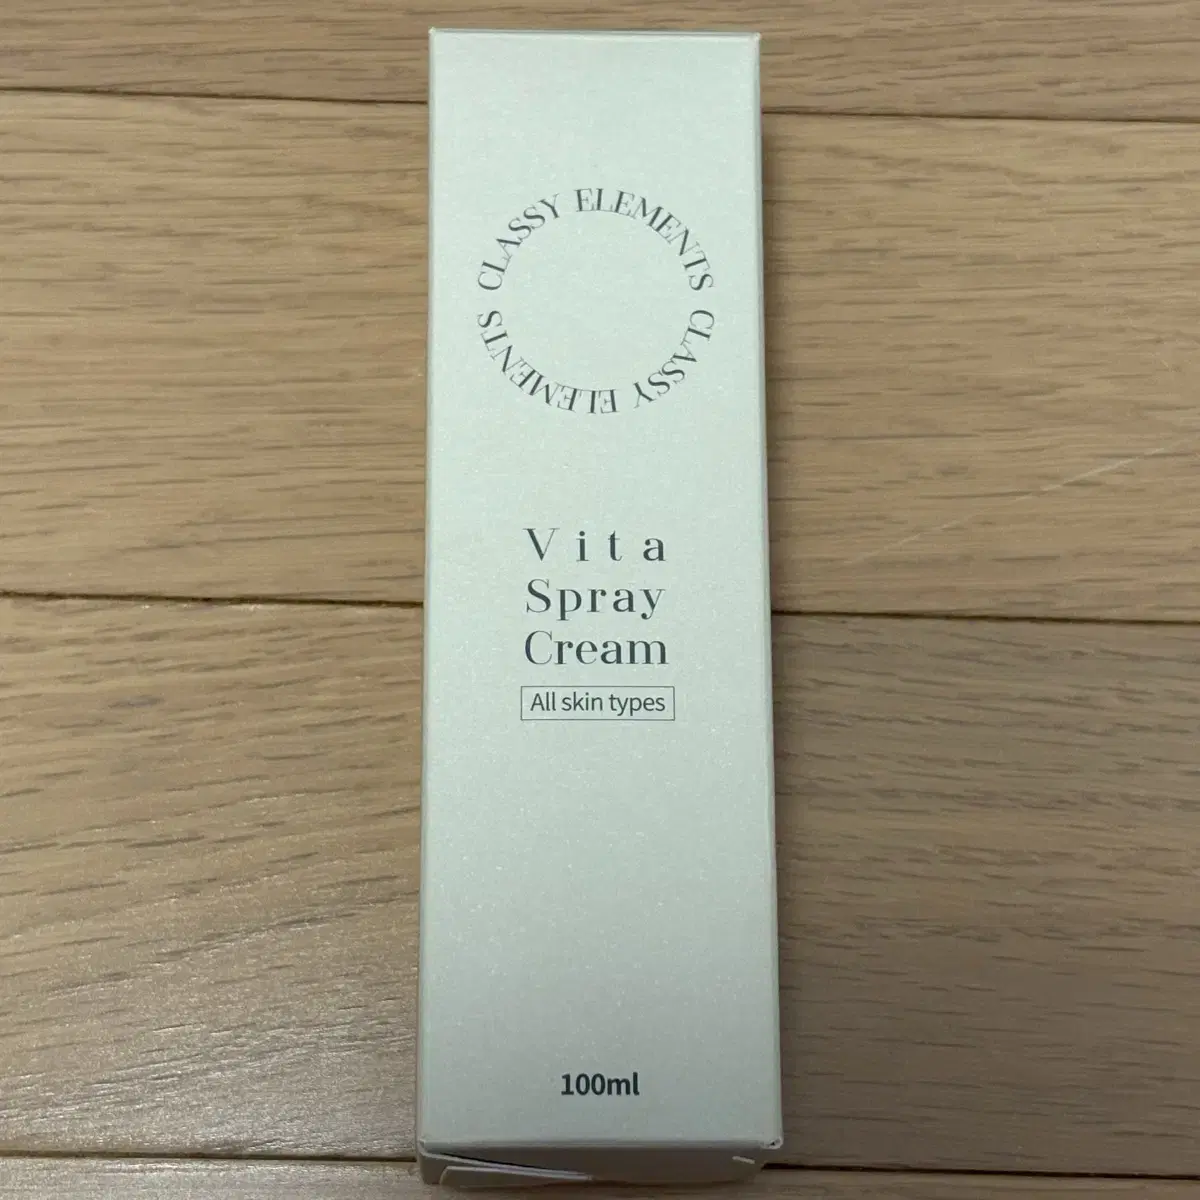 CLASSY ELEMENTS CLASSY ELEMENTS
Vita
Spray
Cream
All skin types
100ml